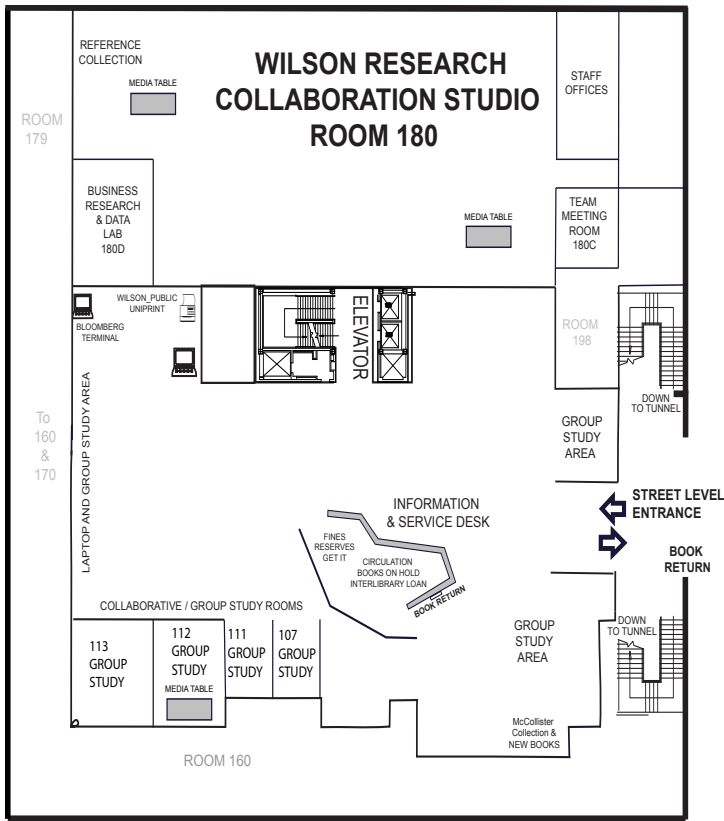 REFERENCE
COLLECTION
MEDIA TABLE
WILSON RESEARCH
COLLABORATION STUDIO
ROOM 180
STAFF
OFFICES
ROOM
179
BUSINESS
RESEARCH
& DATA
LAB
180D
MEDIA TABLE
TEAM
MEETING
ROOM
180C
WILSON_PUBLIC
UNIPRINT
BLOOMBERG
TERMINAL
ELEVATOR
ROOM
198
DOWN
TO TUNNEL
To
160
&
170
LAPTOP AND GROUP STUDY AREA
GROUP
STUDY
AREA
STREET LEVEL
ENTRANCE
BOOK
RETURN
INFORMATION
& SERVICE DESK
FINES
RESERVES
GET IT
CIRCULATION
BOOKS ON HOLD
INTERLIBRARY LOAN
BOOK RETURN
COLLABORATIVE / GROUP STUDY ROOMS
113
GROUP
STUDY
112
GROUP
STUDY
MEDIA TABLE
111
GROUP
STUDY
107
GROUP
STUDY
GROUP
STUDY
AREA
DOWN
TO TUNNEL
McCollister
Collection &
NEW BOOKS
ROOM 160